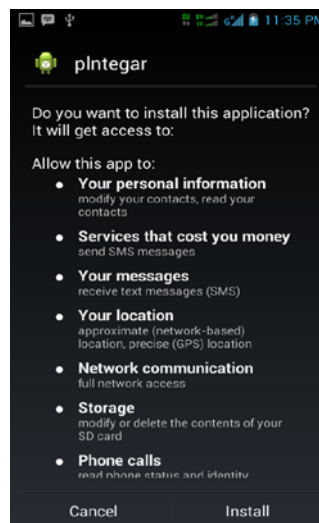 11:35 PM
pIntegar
Do you want to install this application?
It will get access to:
Allow this app to:
• Your personal information
modify your contacts, read your
contacts
• Services that cost you money
send SMS messages
• Your messages
receive text messages (SMS)
• Your location
approximate (network-based)
location, precise (GPS) location
• Network communication
full network access
• Storage
modify or delete the contents of your
SD card
• Phone calls
read phone status and identity
Cancel
Install